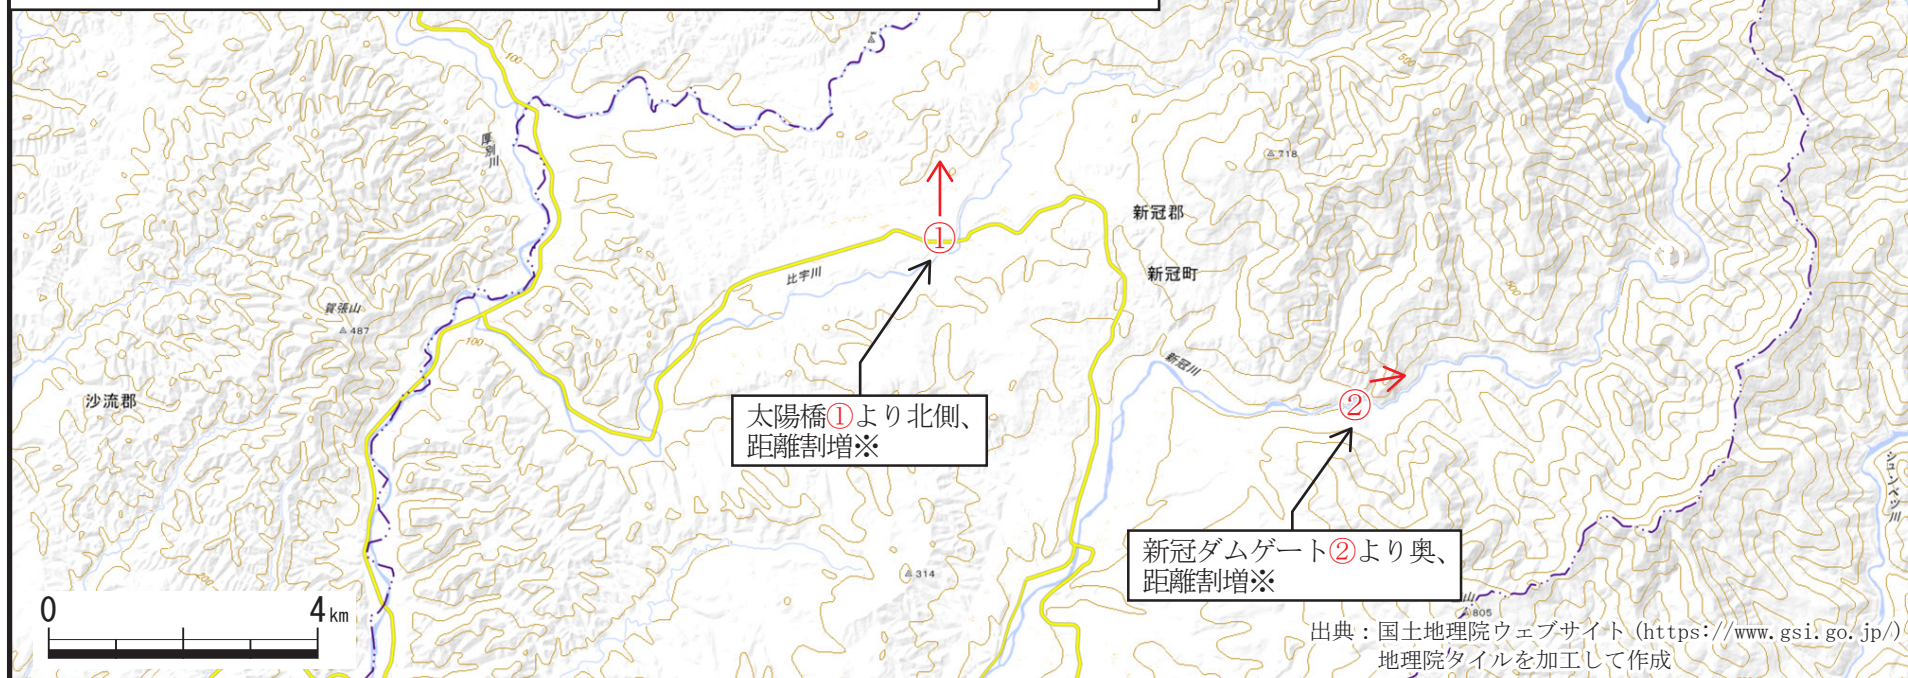 100
厚別川
718
新冠郡
①
500
比宇川
新冠町
賀張山
487
100
500
新冠川
沙流郡
太陽橋①より北側、
距離割増※
②
シュンベツ川
新冠ダムゲート②より奥、
距離割増※
314
200
山
805
0 4km
出典：国土地理院ウェブサイト(https://www.gsi.go.jp/)
地理院タイルを加工して作成